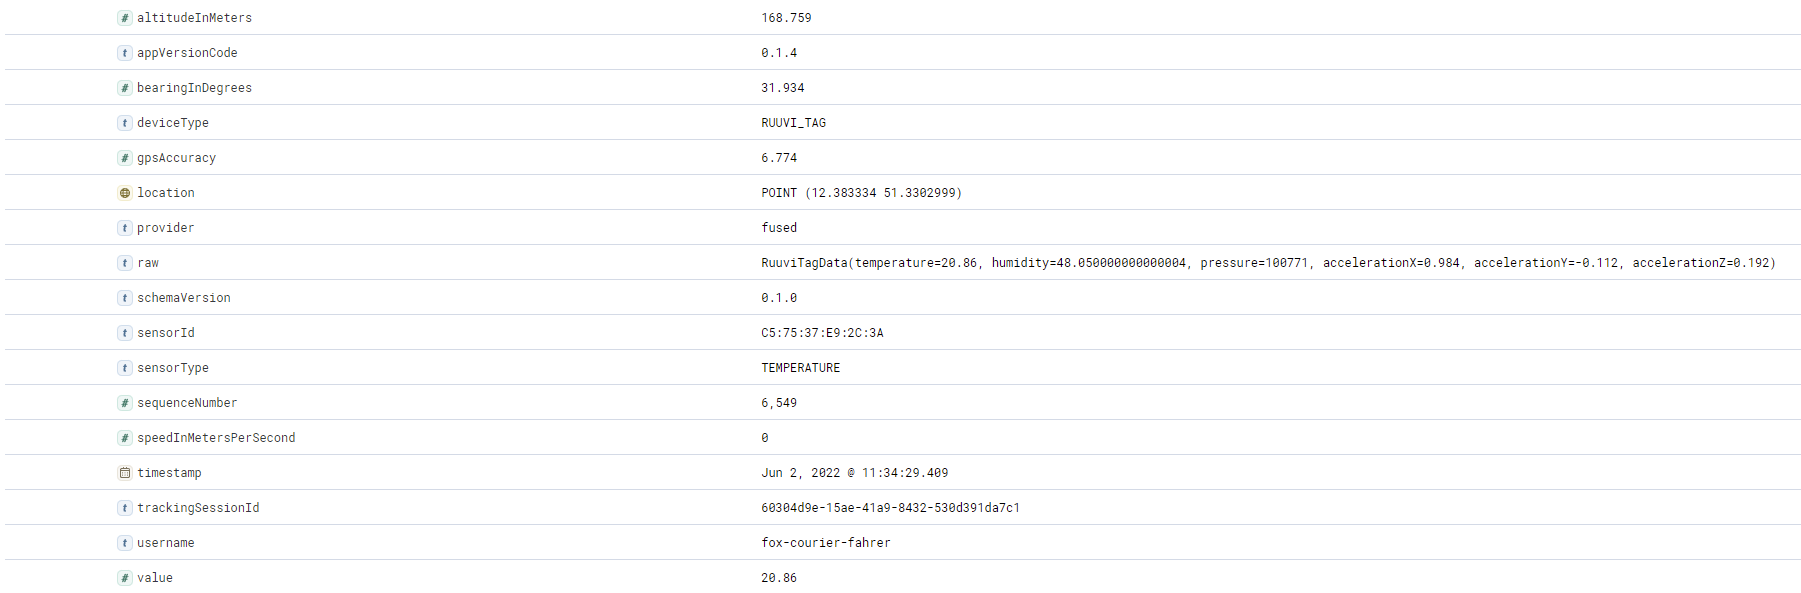 # altitudeInMeters 168.759
t appVersionCode 0.1.4
# bearingInDegrees 31.934
t deviceType RUUVI_TAG
# gpsAccuracy 6.774
location POINT (12.383334 51.3302999)
t provider fused
t raw RuuviTagData(temperature=20.86, humidity=48.050000000000004, pressure=100771, accelerationX=0.984, accelerationY=-0.112, accelerationZ=0.192)
t schemaVersion 0.1.0
t sensorId C5:75:37:E9:2C:3A
t sensorType TEMPERATURE
# sequenceNumber 6,549
# speedInMetersPerSecond 0
timestamp Jun 2, 2022 @ 11:34:29.409
t trackingSessionId 60304d9e-15ae-41a9-8432-530d391da7c1
t username fox-courier-fahrer
# value 20.86